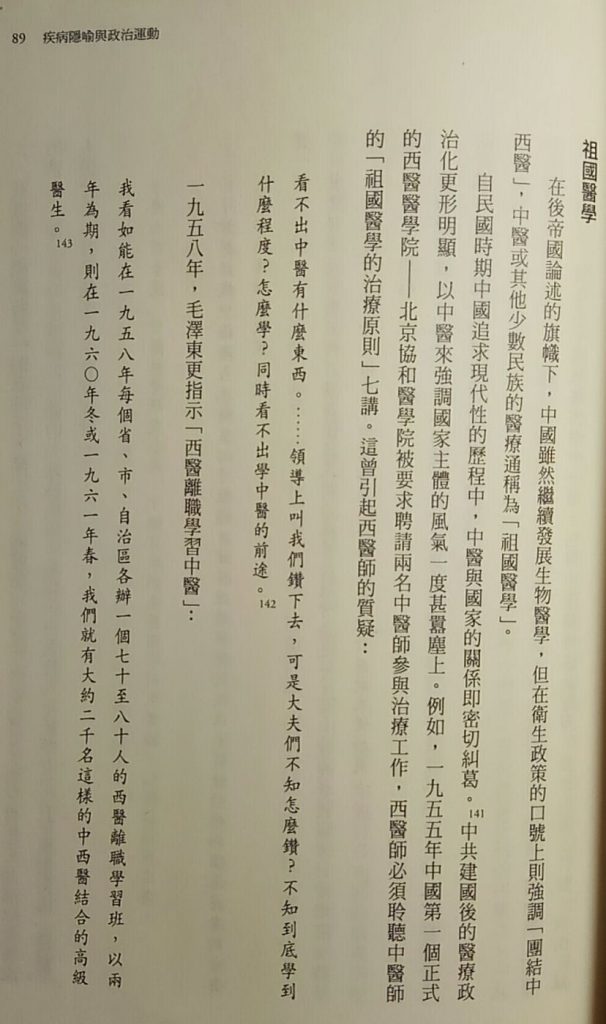 89 疾病隱喻與政治運動
祖國醫學
在後帝國論述的旗幟下，中國雖然繼續發展生物醫學，但在衛生政策的口號上則強調「團結中
西醫」，中醫或其他少數民族的醫療通稱為「祖國醫學」。
自民國時期中國追求現代性的歷程中，中醫與國家的關係即密切糾葛。141中共建國後的醫療政
治化更形明顯，以中醫來強調國家主體的風氣一度甚囂塵上。例如，一九五五年中國第一個正式
的西醫醫學院——北京協和醫學院被要求聘請兩名中醫師參與治療工作，西醫師必須聆聽中醫師
的「祖國醫學的治療原則」七講。這曾引起西醫師的質疑：
看不出中醫有什麼東西。……領導上叫我們鑽下去，可是大夫們不知怎麼鑽？不知到底學到
什麼程度？怎麼學？同時看不出學中醫的前途。142
一九五八年，毛澤東更指示「西醫離職學習中醫」：
我看如能在一九五八年每個省、市、自治區各辦一個七十至八十人的西醫離職學習班，以兩
年為期，則在一九六〇年冬或一九六一年春，我們就有大約二千名這樣的中西醫結合的高級
醫生。143